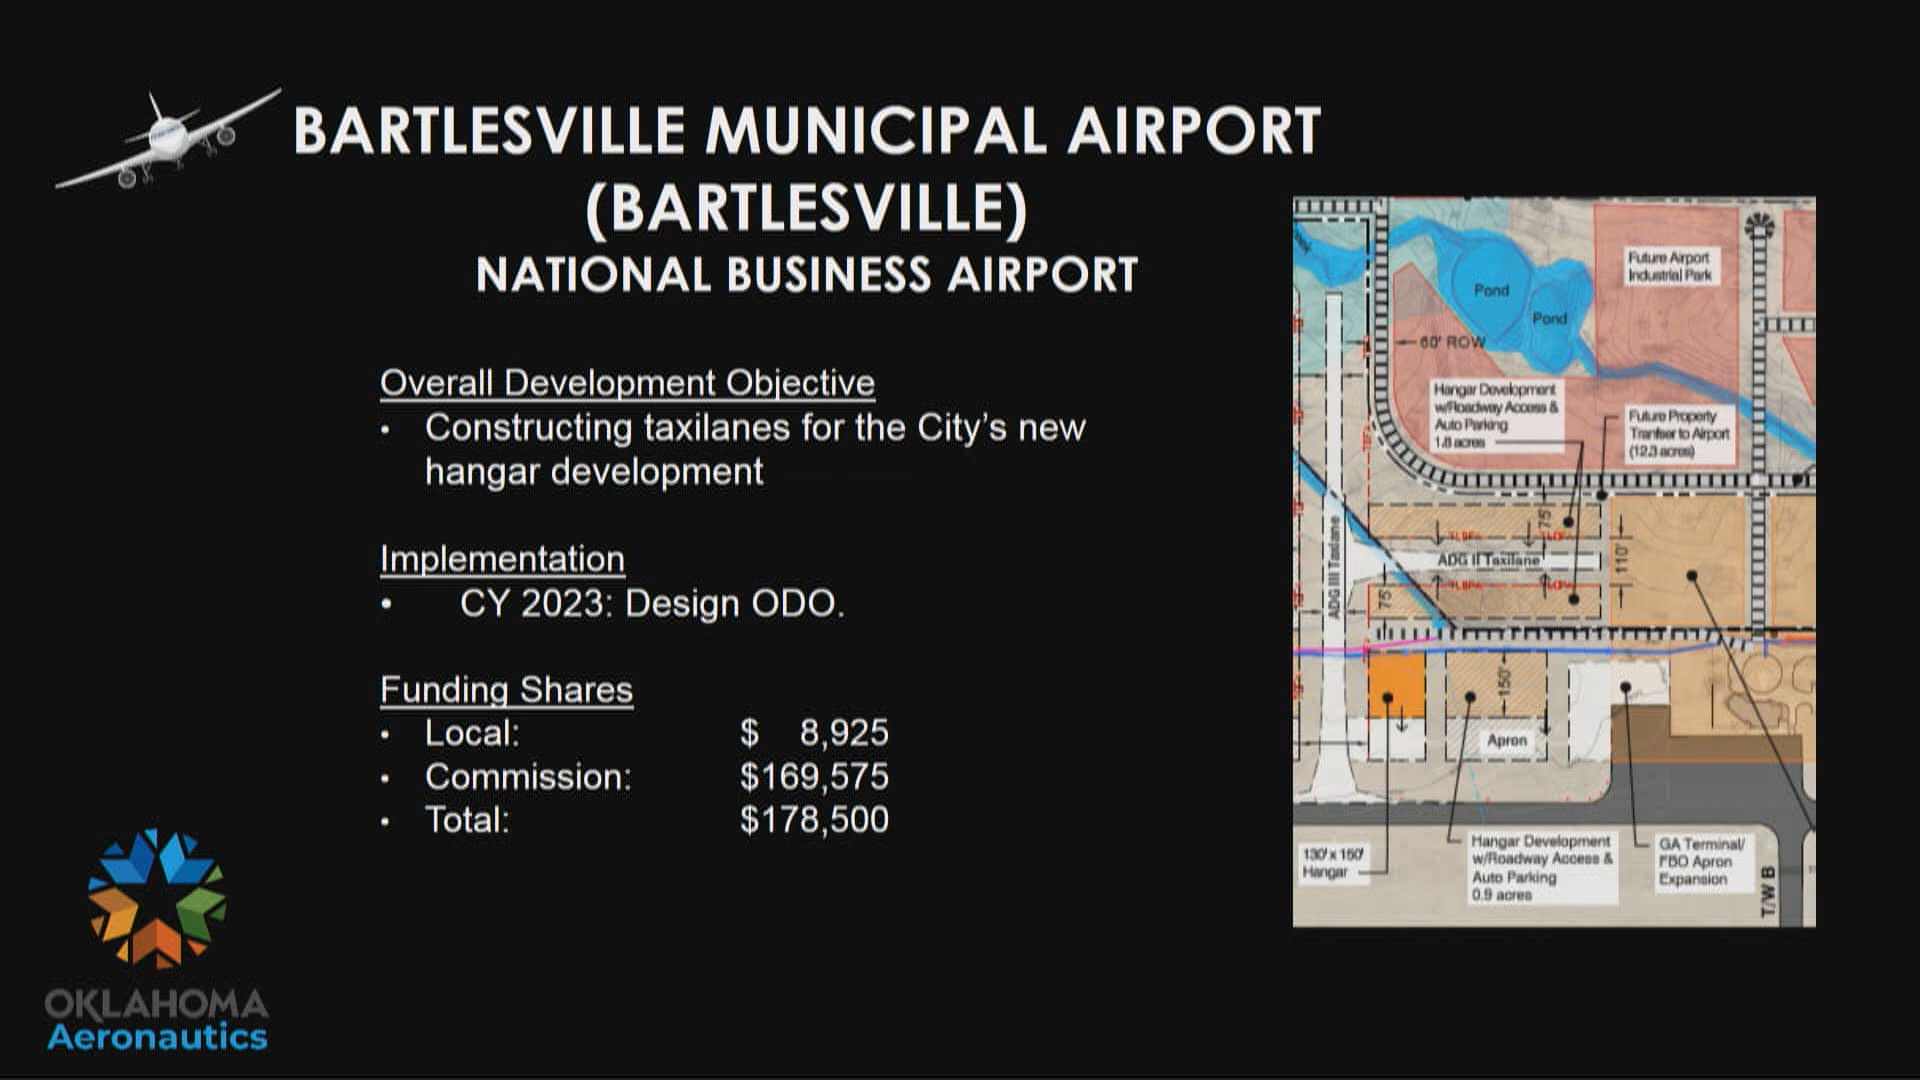 BARTLESVILLE MUNICIPAL AIRPORT
(BARTLESVILLE)
NATIONAL BUSINESS AIRPORT
Overall Development Objective
• Constructing taxilanes for the City's new
hangar development
Implementation
• CY 2023: Design ODO.
Funding Shares
• Local: $ 8,925
• Commission: $169,575
• Total: $178,500
OKLAHOMA
Aeronautics
Future Airport
Industrial Park
Pond
Pond
60' ROW
Hangar Development
w/Roadway Access &
Auto Parking
1.8 acres
Future Property
Tranfser to Airport
(12.3 acres)
75'
ADG III Taxilane
ADG II Taxilane
110'
75'
150'
Apron
130' x 150'
Hangar
Hangar Development
w/Roadway Access &
Auto Parking
0.9 acres
GA Terminal/
FBO Apron
Expansion
T/W B